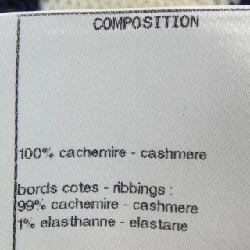 COMPOSITION
100% cachemire - cashmere
bords cotes - ribbings :
99% cachemire - cashmere
1% elasthanne - elastane